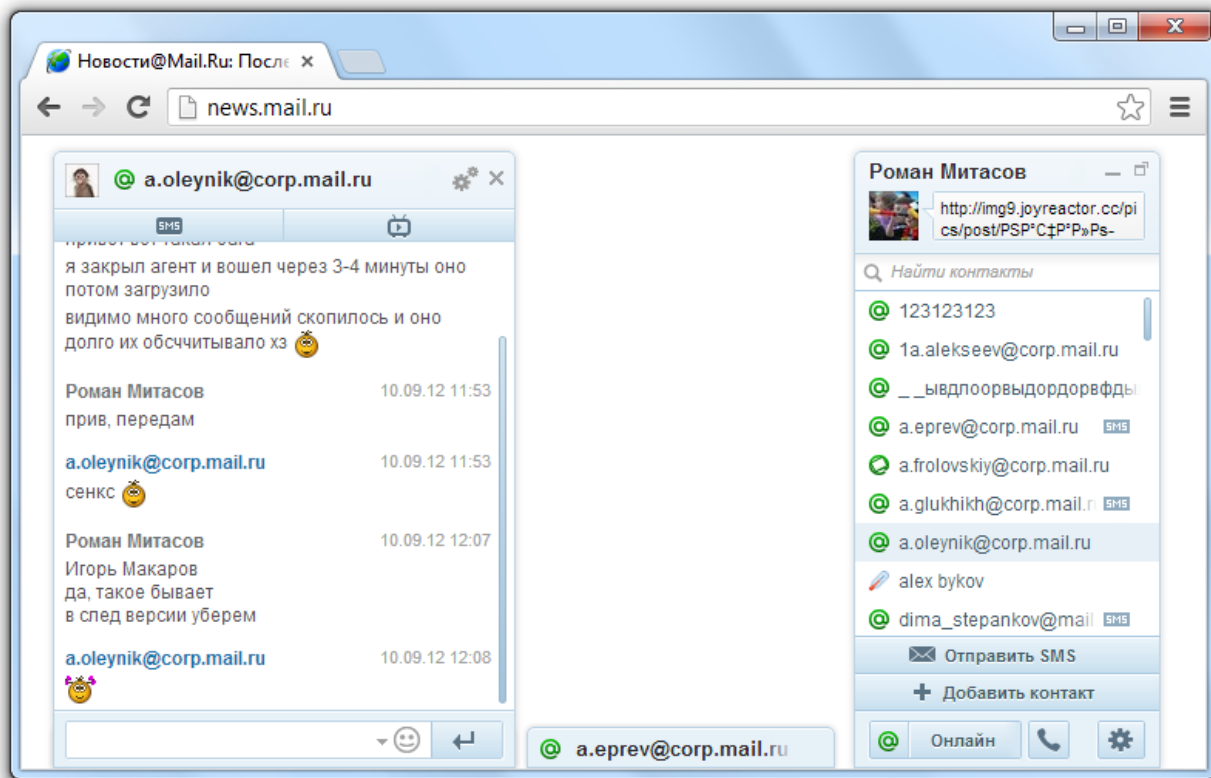 Новости@Mail.Ru: После
news.mail.ru
a.oleynik@corp.mail.ru
SMS
я закрыл агент и вошел через 3-4 минуты оно
потом загрузило
видимо много сообщений скопилось и оно
долго их обсччитывало хз
Роман Митасов 10.09.12 11:53
прив, передам
a.oleynik@corp.mail.ru 10.09.12 11:53
сенкс
Роман Митасов 10.09.12 12:07
Игорь Макаров
да, такое бывает
в след версии уберем
a.oleynik@corp.mail.ru 10.09.12 12:08
a.eprev@corp.mail.ru
Роман Митасов
http://img9.joyreactor.cc/pi
cs/post/PSP°C‡P°P»Ps-
Найти контакты
123123123
1a.alekseev@corp.mail.ru
_ _ывдлоорвыдордорвфды
a.eprev@corp.mail.ru SMS
a.frolovskiy@corp.mail.ru
a.glukhikh@corp.mail.r SMS
a.oleynik@corp.mail.ru
alex bykov
dima_stepankov@mail SMS
Отправить SMS
Добавить контакт
@ Онлайн